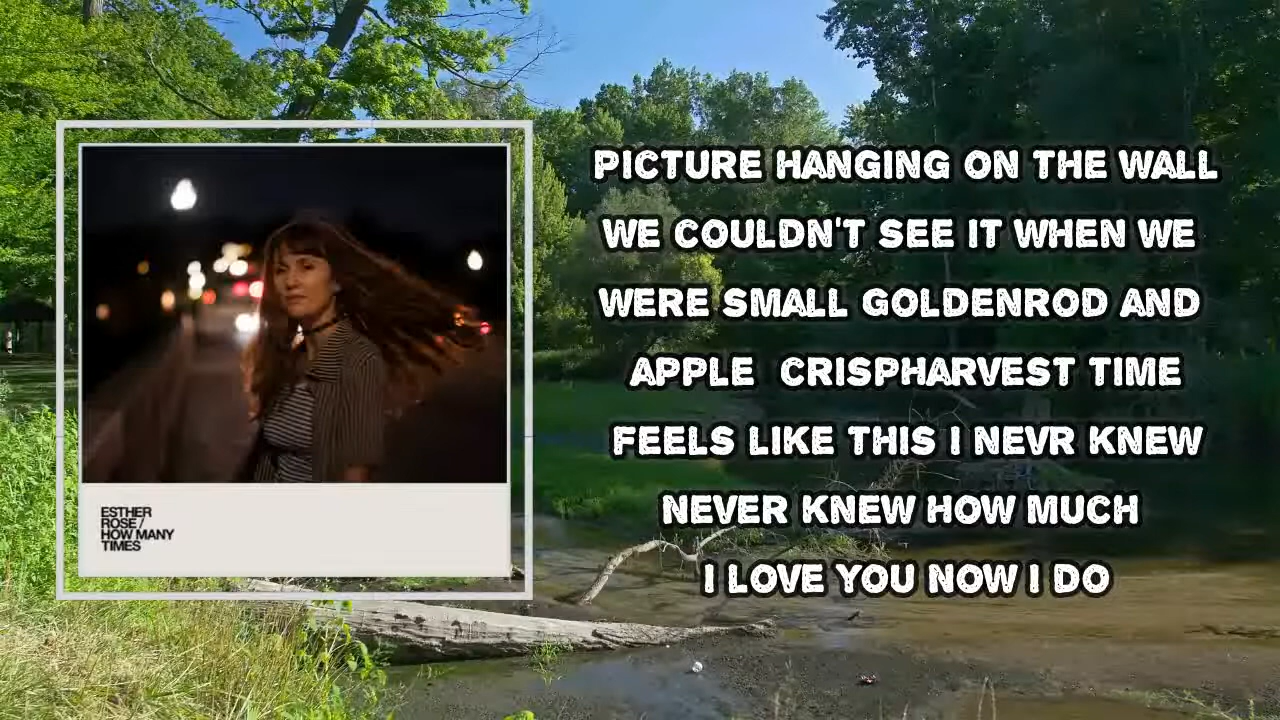 PICTURE HANGING ON THE WALL
WE COULDN'T SEE IT WHEN WE
WERE SMALL GOLDENROD AND
APPLE  CRISPHARVEST TIME
FEELS LIKE THIS I NEVR KNEW
NEVER KNEW HOW MUCH
I LOVE YOU NOW I DO
ESTHER
ROSE/
HOW MANY
TIMES